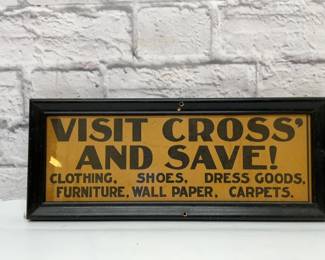 VISIT CROSS'
AND SAVE!
CLOTHING, SHOES, DRESS GOODS,
FURNITURE, WALL PAPER, CARPETS.